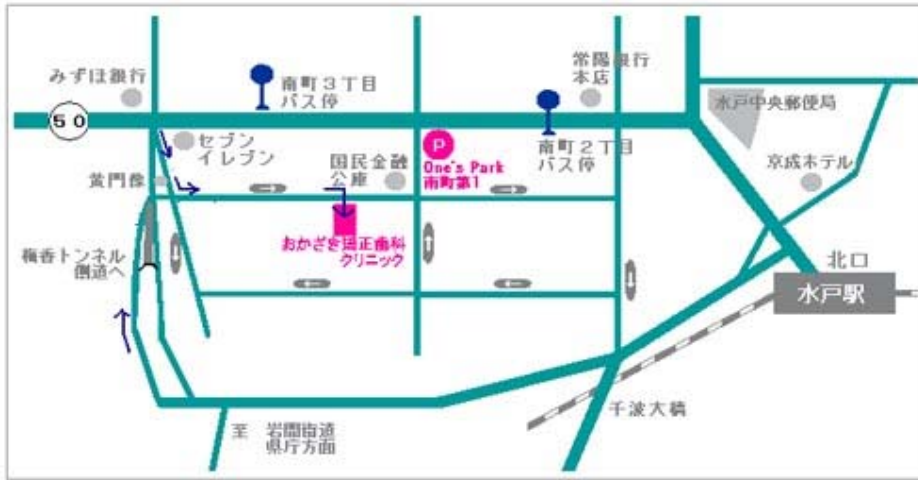 常陽銀行
本店
みずほ銀行
南町３丁目
バス停
水戸中央郵便局
５０
セブン
イレブン
国民金融
公庫
P
One's Park
南町第1
南町２丁目
バス停
京成ホテル
黄門像
おかざき矯正歯科
クリニック
梅香トンネル
側道へ
北口
水戸駅
千波大橋
至 岩間街道
県庁方面